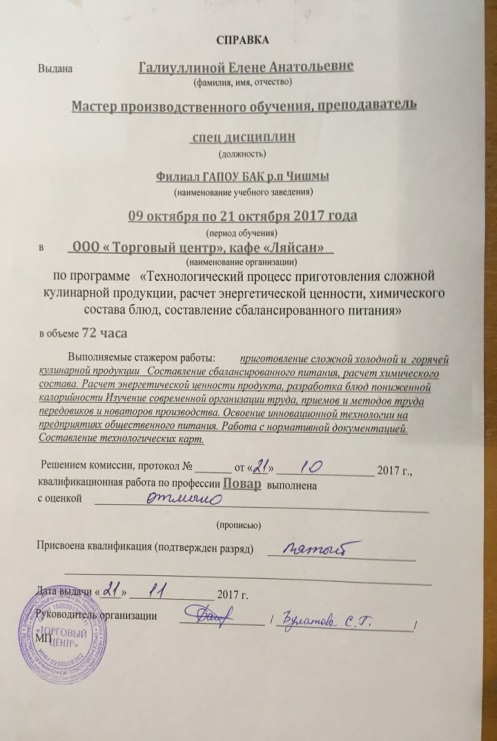 СПРАВКА
Выдана Галиуллиной Елене Анатольевне
(фамилия, имя, отчество)
Мастер производственного обучения, преподаватель
спец дисциплин
(должность)
Филиал ГАПОУ БАК р.п Чишмы
(наименование учебного заведения)
09 октября по 21 октября 2017 года
(период обучения)
в ООО « Торговый центр», кафе «Ляйсан»
(наименование организации)
по программе «Технологический процесс приготовления сложной
кулинарной продукции, расчет энергетической ценности, химического
состава блюд, составление сбалансированного питания»
в объеме 72 часа
Выполняемые стажером работы: приготовление сложной холодной и горячей
кулинарной продукции Составление сбалансированного питания, расчет химического
состава. Расчет энергетической ценности продукта, разработка блюд пониженной
калорийности Изучение современной организации труда, приемов и методов труда
передовиков и новаторов производства. Освоение инновационной технологии на
предприятиях общественного питания. Работа с нормативной документацией.
Составление технологических карт.
Решением комиссии, протокол № ______ от «21» 10 2017 г.,
квалификационная работа по профессии Повар выполнена
с оценкой отлично
(прописью)
Присвоена квалификация (подтвержден разряд) пятый
Дата выдачи «21» 11 2017 г.
Руководитель организации / Булатова С.Г. /
МП
«ТОРГОВЫЙ
ЦЕНТР»